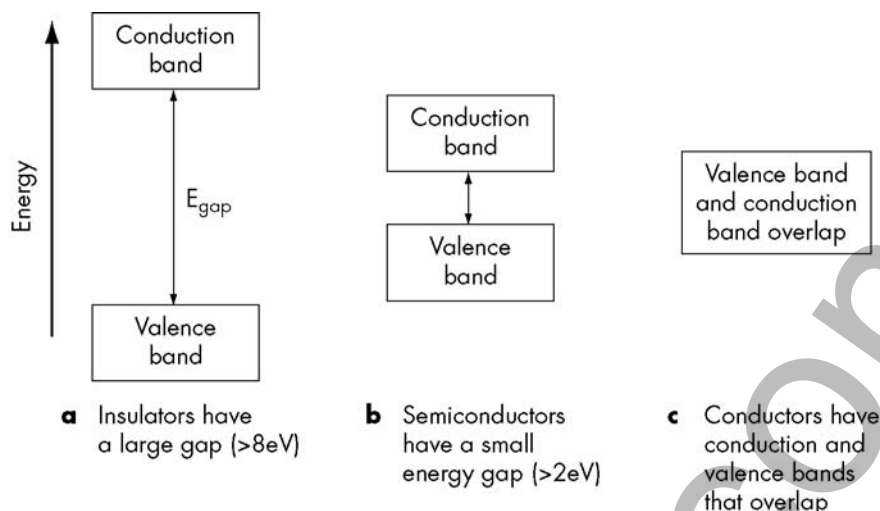 Energy
Conduction
band
E_gap
Valence
band
Conduction
band
Valence
band
Valence band
and conduction
band overlap
a Insulators have
a large gap (>8eV)
b Semiconductors
have a small
energy gap (>2eV)
c Conductors have
conduction and
valence bands
that overlap